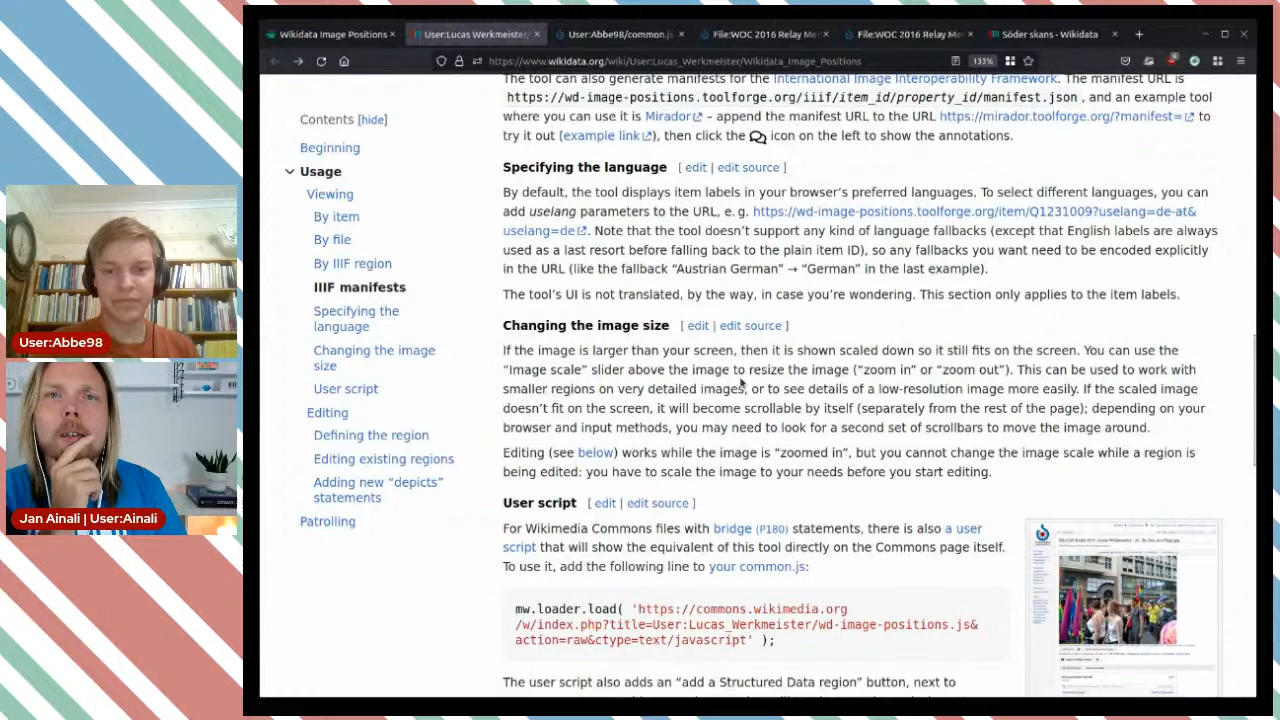 Wikidata Image Positions
User:Lucas Werkmeister/
User:Abbe98/common.js
File:WOC 2016 Relay Me
File:WOC 2016 Relay Me
Söder skans - Wikidata
https://www.wikidata.org/wiki/User:Lucas_Werkmeister/Wikidata_Image_Positions
133%
Contents [hide]
Beginning
Usage
Viewing
By item
By file
By IIIF region
IIIF manifests
Specifying the
language
Changing the image
size
User script
Editing
Defining the region
Editing existing regions
Adding new “depicts”
statements
Patrolling
The tool can also generate manifests for the International Image Interoperability Framework. The manifest URL is
https://wd-image-positions.toolforge.org/iiif/item_id/property_id/manifest.json, and an example tool
where you can use it is Mirador – append the manifest URL to the URL https://mirador.toolforge.org/?manifest= to
try it out (example link), then click the icon on the left to show the annotations.
Specifying the language [ edit | edit source ]
By default, the tool displays item labels in your browser’s preferred languages. To select different languages, you can
add uselang parameters to the URL, e. g. https://wd-image-positions.toolforge.org/item/Q1231009?uselang=de-at&
uselang=de. Note that the tool doesn’t support any kind of language fallbacks (except that English labels are always
used as a last resort before falling back to the plain item ID), so any fallbacks you want need to be encoded explicitly
in the URL (like the fallback “Austrian German” → “German” in the last example).
The tool’s UI is not translated, by the way, in case you’re wondering. This section only applies to the item labels.
Changing the image size [ edit | edit source ]
If the image is larger than your screen, then it is shown scaled down so it still fits on the screen. You can use the
“Image scale” slider above the image to resize the image (“zoom in” or “zoom out”). This can be used to work with
smaller regions on very detailed images, or to see details of a low-resolution image more easily. If the scaled image
doesn’t fit on the screen, it will become scrollable by itself (separately from the rest of the page); depending on your
browser and input methods, you may need to look for a second set of scrollbars to move the image around.
Editing (see below) works while the image is “zoomed in”, but you cannot change the image scale while a region is
being edited: you have to scale the image to your needs before you start editing.
User script [ edit | edit source ]
For Wikimedia Commons files with bridge (P180) statements, there is also a user
script that will show the equivalent of this tool directly on the Commons page itself.
To use it, add the following line to your common.js:
mw.loader.load( 'https://commons.wikimedia.org
/w/index.php?title=User:Lucas_Werkmeister/wd-image-positions.js&
action=raw&ctype=text/javascript' );
The user script also adds an “add a Structured Data region” button, next to
User:Abbe98
Jan Ainali | User:Ainali